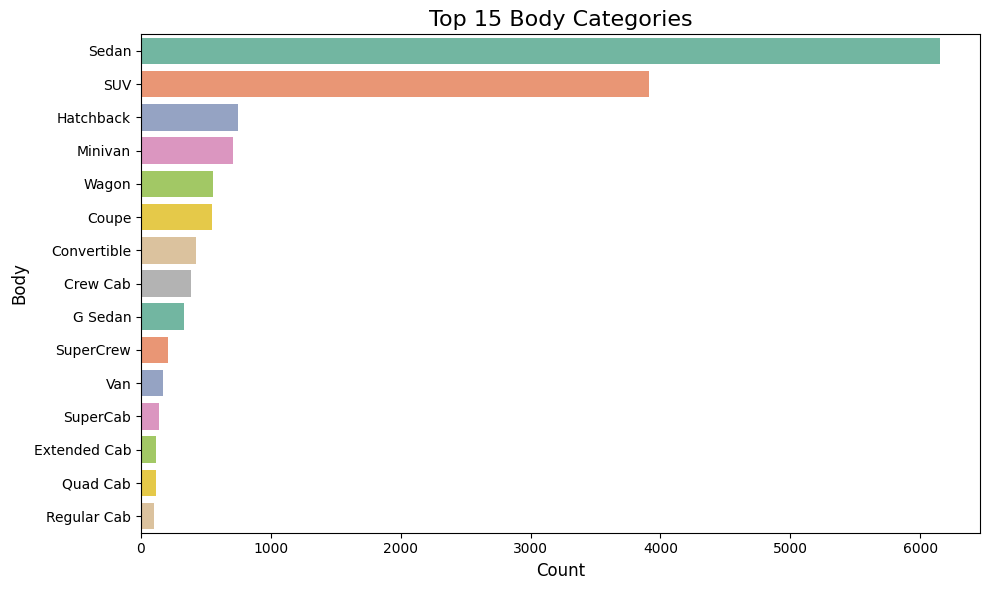 Top 15 Body Categories
Body
Sedan
SUV
Hatchback
Minivan
Wagon
Coupe
Convertible
Crew Cab
G Sedan
SuperCrew
Van
SuperCab
Extended Cab
Quad Cab
Regular Cab
0 1000 2000 3000 4000 5000 6000
Count